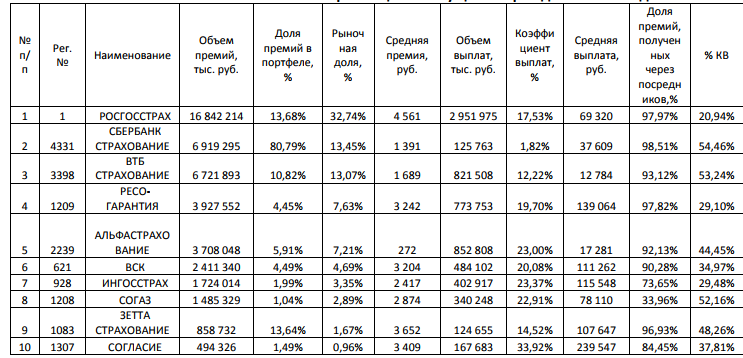 № п/п Рег. № Наименование Объем премий, тыс. руб. Доля премий в портфеле, % Рыночная доля, % Средняя премия, руб. Объем выплат, тыс. руб. Коэффициент выплат, % Средняя выплата, руб. Доля премий, полученных через посредников,% % КВ
1 1 РОСГОССТРАХ 16 842 214 13,68% 32,74% 4 561 2 951 975 17,53% 69 320 97,97% 20,94%
2 4331 СБЕРБАНК СТРАХОВАНИЕ 6 919 295 80,79% 13,45% 1 391 125 763 1,82% 37 609 98,51% 54,46%
3 3398 ВТБ СТРАХОВАНИЕ 6 721 893 10,82% 13,07% 1 689 821 508 12,22% 12 784 93,12% 53,24%
4 1209 РЕСО-ГАРАНТИЯ 3 927 552 4,45% 7,63% 3 242 773 753 19,70% 139 064 97,82% 29,10%
5 2239 АЛЬФАСТРАХОВАНИЕ 3 708 048 5,91% 7,21% 272 852 808 23,00% 17 281 92,13% 44,45%
6 621 ВСК 2 411 340 4,49% 4,69% 3 204 484 102 20,08% 111 262 90,28% 34,97%
7 928 ИНГОССТРАХ 1 724 014 1,99% 3,35% 2 417 402 917 23,37% 115 548 73,65% 29,48%
8 1208 СОГАЗ 1 485 329 1,04% 2,89% 2 874 340 248 22,91% 78 110 33,96% 52,16%
9 1083 ЗЕТТА СТРАХОВАНИЕ 858 732 13,64% 1,67% 3 652 124 655 14,52% 107 647 96,93% 48,26%
10 1307 СОГЛАСИЕ 494 326 1,49% 0,96% 3 409 167 683 33,92% 239 547 84,45% 37,81%